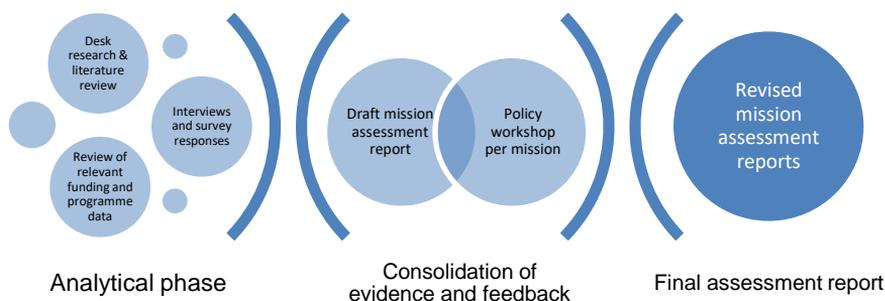 Desk
research &
literature
review
Interviews
and survey
responses
Review of
relevant
funding and
programme
data
Analytical phase
Draft mission
assessment
report
Policy
workshop
per mission
Consolidation of
evidence and feedback
Revised
mission
assessment
reports
Final assessment report